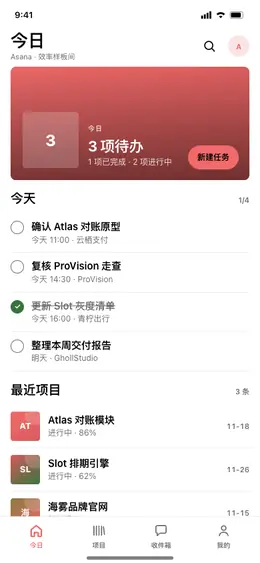 9:41
今日
Asana · 效率样板间
A
3
今日
3 项待办
1 项已完成 · 2 项进行中
新建任务
今天
1/4
确认 Atlas 对账原型
今天 11:00 · 云栖支付
复核 ProVision 走查
今天 14:30 · ProVision
更新 Slot 灰度清单
今天 16:00 · 青柠出行
整理本周交付报告
明天 · GhollStudio
最近项目
3 条
AT
Atlas 对账模块
进行中 · 86%
11-18
SL
Slot 排期引擎
进行中 · 62%
11-26
海
海雾品牌官网
11-15
今日
项目
收件箱
我的